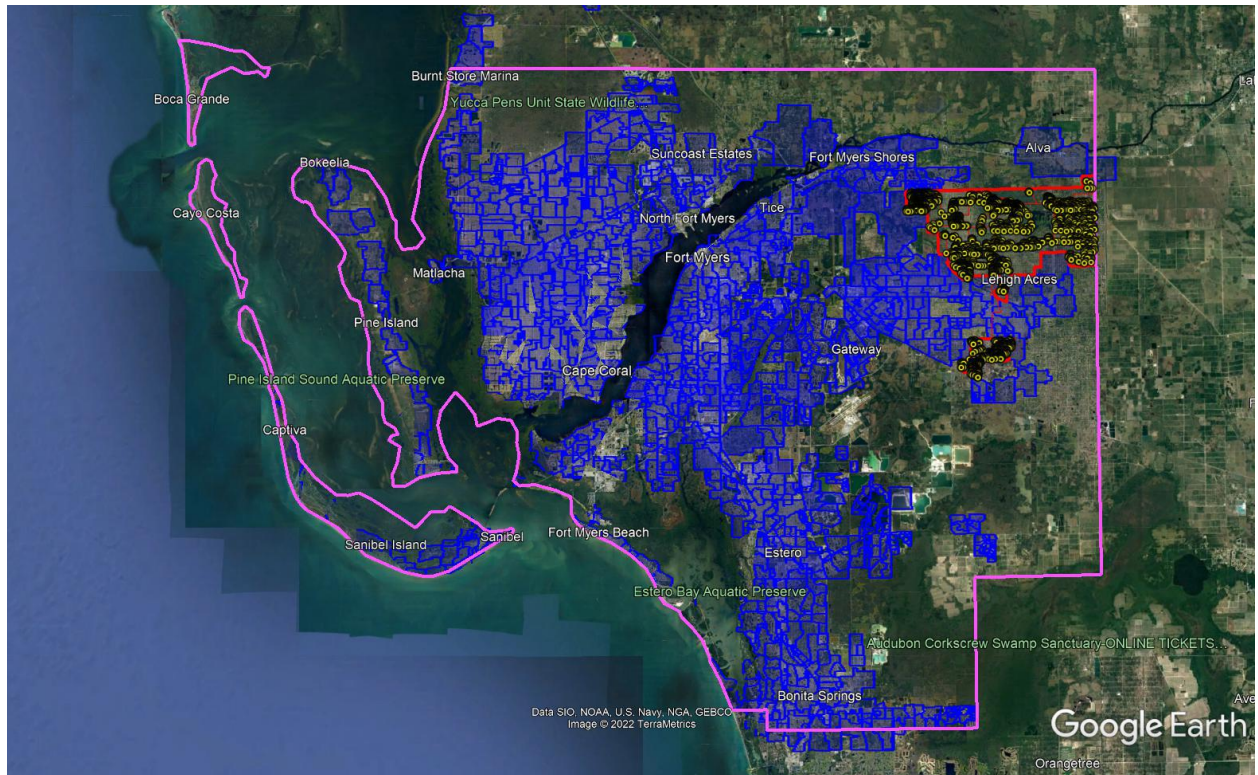 Burnt Store Marina
Yucca Pens Unit State Wildlife...
Boca Grande
Alva
Suncoast Estates
Fort Myers Shores
Bokeelia
Cayo Costa
Tice
North Fort Myers
Fort Myers
Matlacha
Lehigh Acres
Pine Island
Gateway
Cape Coral
Pine Island Sound Aquatic Preserve
Captiva
Fort Myers Beach
Sanibel
Sanibel Island
Estero
Estero Bay Aquatic Preserve
Audubon Corkscrew Swamp Sanctuary-ONLINE TICKETS...
Bonita Springs
Data SIO, NOAA, U.S. Navy, NGA, GEBCO
Image © 2022 TerraMetrics
Google Earth
Orangetree